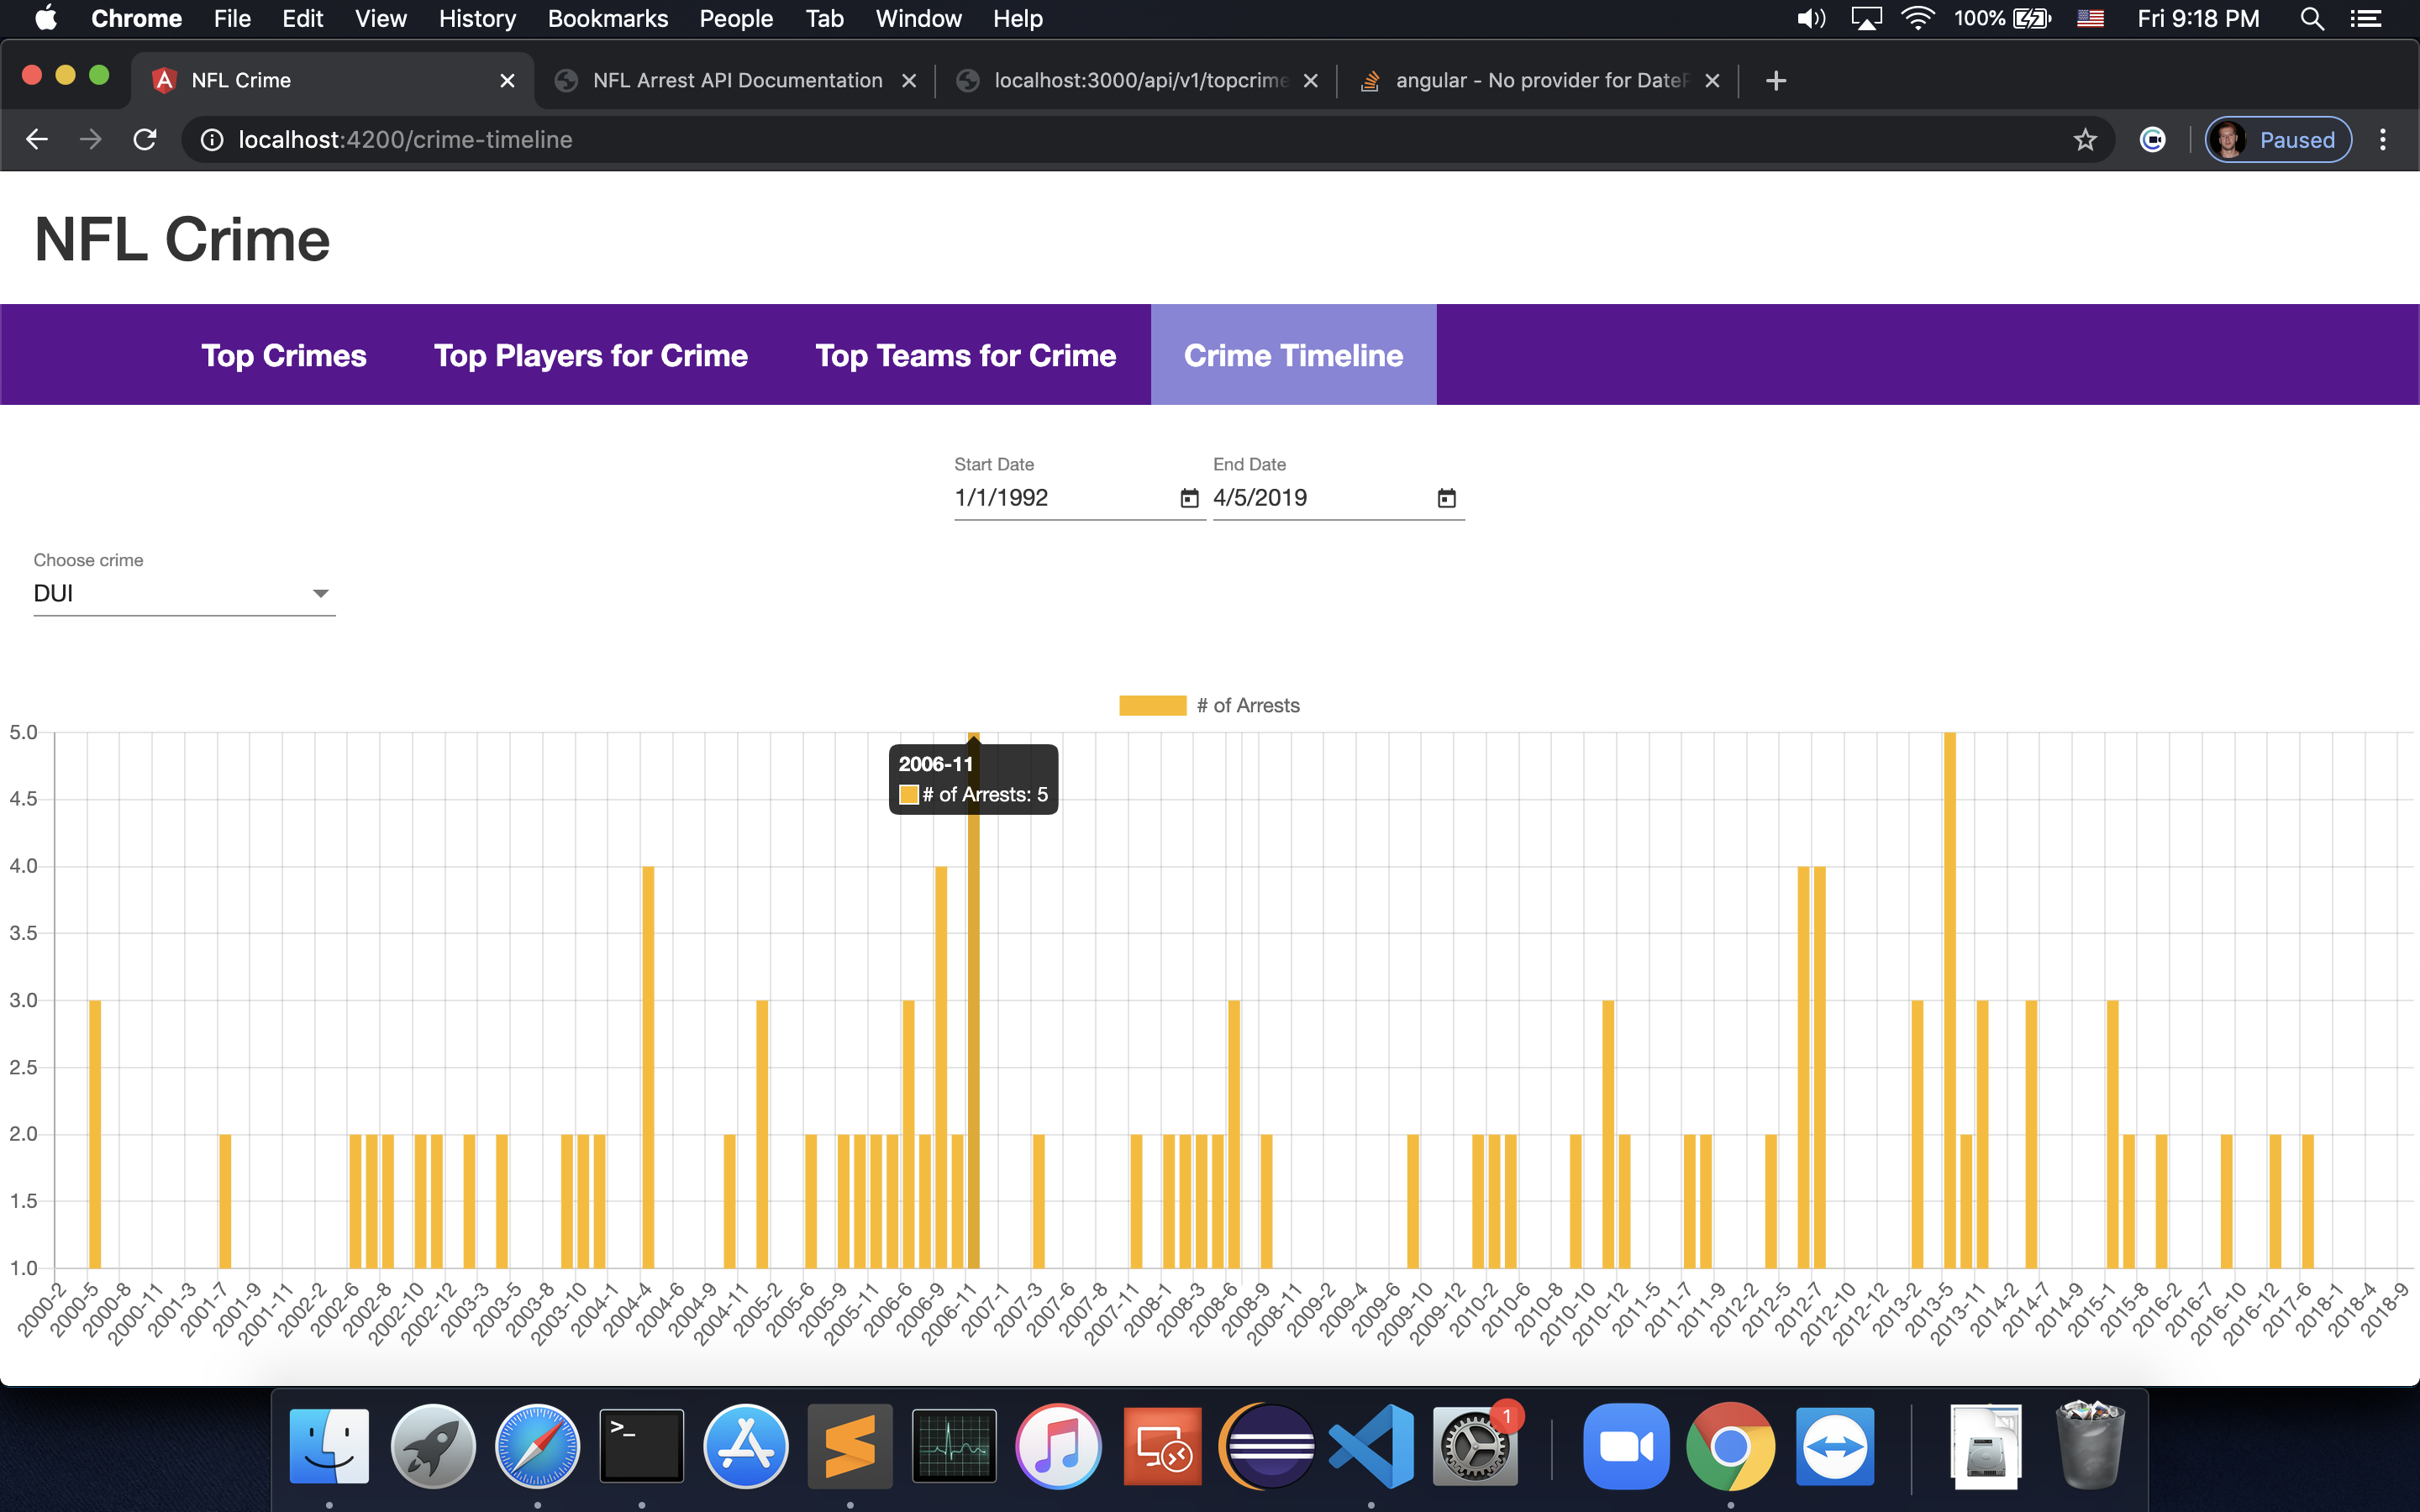 Chrome File Edit View History Bookmarks People Tab Window Help 100% Fri 9:18 PM
NFL Crime NFL Arrest API Documentation localhost:3000/api/v1/topcrime angular - No provider for DateP
localhost:4200/crime-timeline Paused
NFL Crime
Top Crimes Top Players for Crime Top Teams for Crime Crime Timeline
Start Date End Date
1/1/1992 4/5/2019
Choose crime
DUI
# of Arrests
5.0
2006-11
# of Arrests: 5
4.5
4.0
3.5
3.0
2.5
2.0
1.5
1.0
2000-2 2000-5 2000-8 2000-11 2001-3 2001-7 2001-9 2001-11 2002-2 2002-6 2002-8 2002-10 2002-12 2003-3 2003-5 2003-8 2003-10 2004-1 2004-4 2004-6 2004-9 2004-11 2005-2 2005-6 2005-9 2005-11 2006-6 2006-9 2006-11 2007-1 2007-3 2007-6 2007-8 2007-11 2008-1 2008-3 2008-6 2008-9 2008-11 2009-2 2009-4 2009-6 2009-10 2009-12 2010-2 2010-6 2010-8 2010-10 2010-12 2011-5 2011-7 2011-9 2012-2 2012-5 2012-7 2012-10 2012-12 2013-2 2013-5 2013-11 2014-2 2014-7 2014-9 2015-1 2015-8 2016-2 2016-7 2016-10 2016-12 2017-6 2018-1 2018-4 2018-9
>_
1